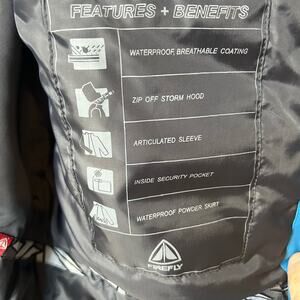 FEATURES + BENEFITS
WATERPROOF, BREATHABLE COATING
ZIP OFF STORM HOOD
ARTICULATED SLEEVE
INSIDE SECURITY POCKET
WATERPROOF POWDER SKIRT
FIREFLY